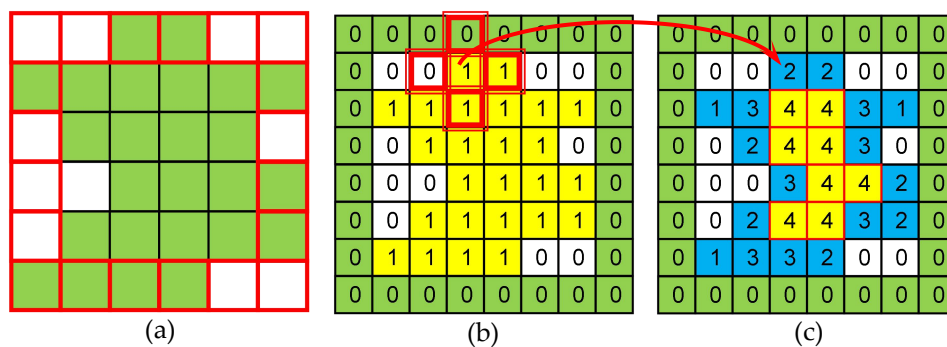 0 0 0 0 0 0 0 0
0 0 0 1 1 0 0 0
0 1 1 1 1 1 1 0
0 0 1 1 1 1 0 0
0 0 0 1 1 1 1 0
0 0 1 1 1 1 1 0
0 1 1 1 1 0 0 0
0 0 0 0 0 0 0 0
0 0 0 0 0 0 0 0
0 0 0 2 2 0 0 0
0 1 3 4 4 3 1 0
0 0 2 4 4 3 0 0
0 0 0 3 4 4 2 0
0 0 2 4 4 3 2 0
0 1 3 3 2 0 0 0
0 0 0 0 0 0 0 0
(a)
(b)
(c)